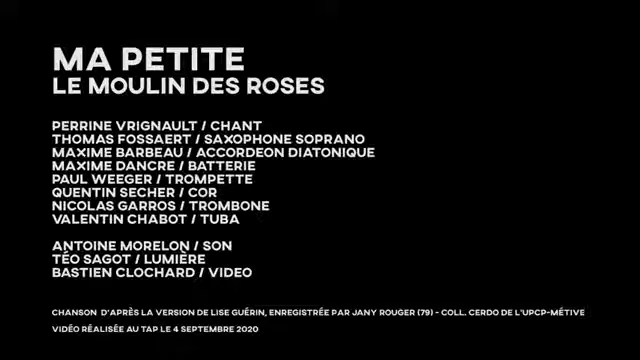 MA PETITE
LE MOULIN DES ROSES
PERRINE VRIGNAULT / CHANT
THOMAS FOSSAERT / SAXOPHONE SOPRANO
MAXIME BARBEAU / ACCORDEON DIATONIQUE
MAXIME DANCRE / BATTERIE
PAUL WEEGER / TROMPETTE
QUENTIN SECHER / COR
NICOLAS GARROS / TROMBONE
VALENTIN CHABOT / TUBA
ANTOINE MORELON / SON
TÉO SAGOT / LUMIÈRE
BASTIEN CLOCHARD / VIDEO
CHANSON D'APRÈS LA VERSION DE LISE GUÉRIN, ENREGISTRÉE PAR JANY ROUGER (79) - COLL. CERDO DE L'UPCP-MÉTIVE
VIDÉO RÉALISÉE AU TAP LE 4 SEPTEMBRE 2020